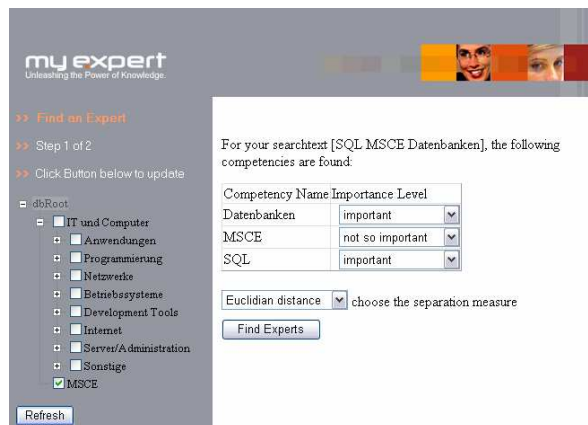 my expert
Unleashing the Power of Knowledge.
>> Find an Expert
>> Step 1 of 2
>> Click Button below to update
dbRoot
IT und Computer
Anwendungen
Programmierung
Netzwerke
Betriebssysteme
Development Tools
Internet
Server/Administration
Sonstige
MSCE
Refresh
For your searchtext [SQL MSCE Datenbanken], the following
competencies are found:
Competency Name Importance Level
Datenbanken important
MSCE not so important
SQL important
Euclidian distance choose the separation measure
Find Experts